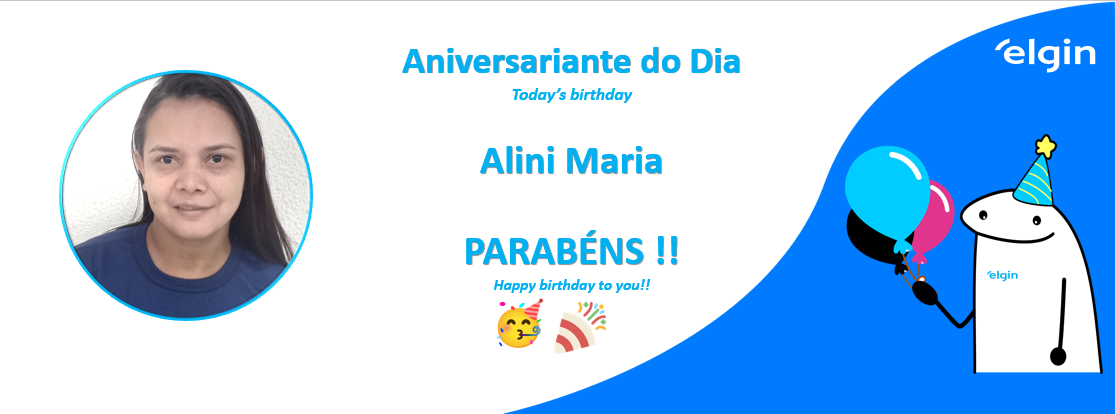 elgin
Aniversariante do Dia
Today's birthday
Alini Maria
PARABÉNS !!
Happy birthday to you!!
elgin